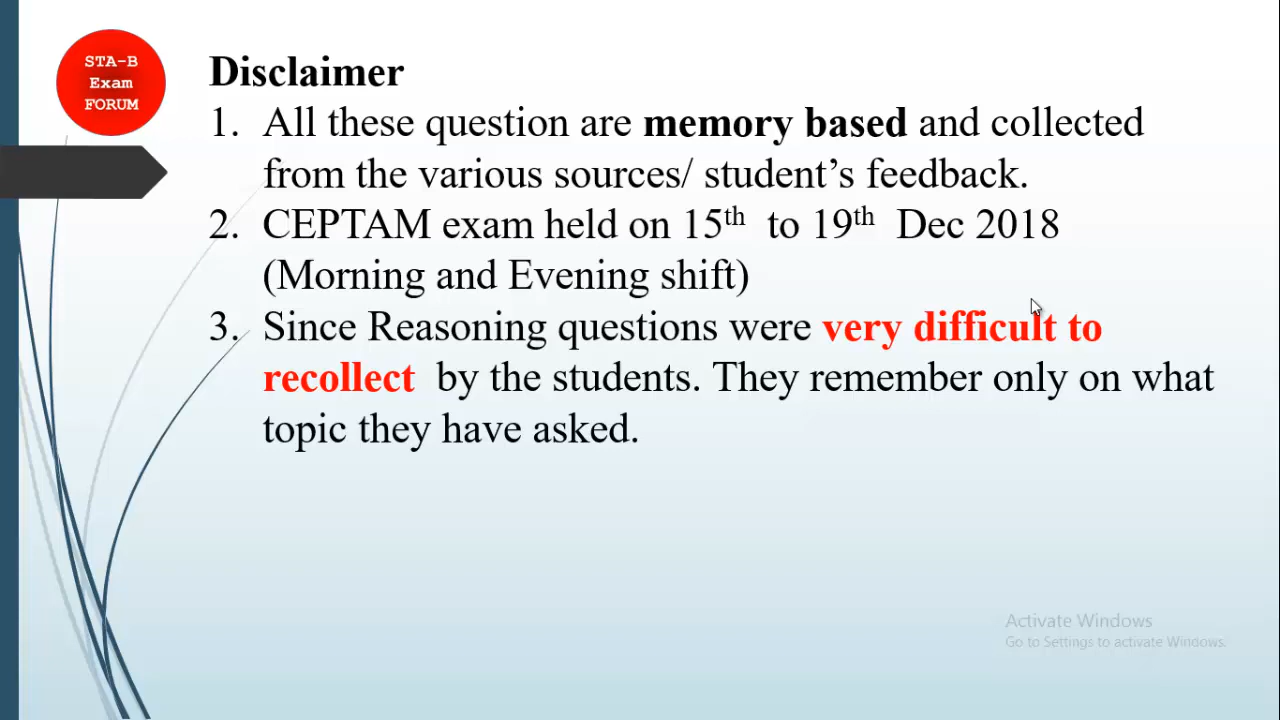 STA-B
Exam
FORUM
Disclaimer
1. All these question are memory based and collected
from the various sources/ student’s feedback.
2. CEPTAM exam held on 15th to 19th Dec 2018
(Morning and Evening shift)
3. Since Reasoning questions were very difficult to
recollect by the students. They remember only on what
topic they have asked.
Activate Windows
Go to Settings to activate Windows.